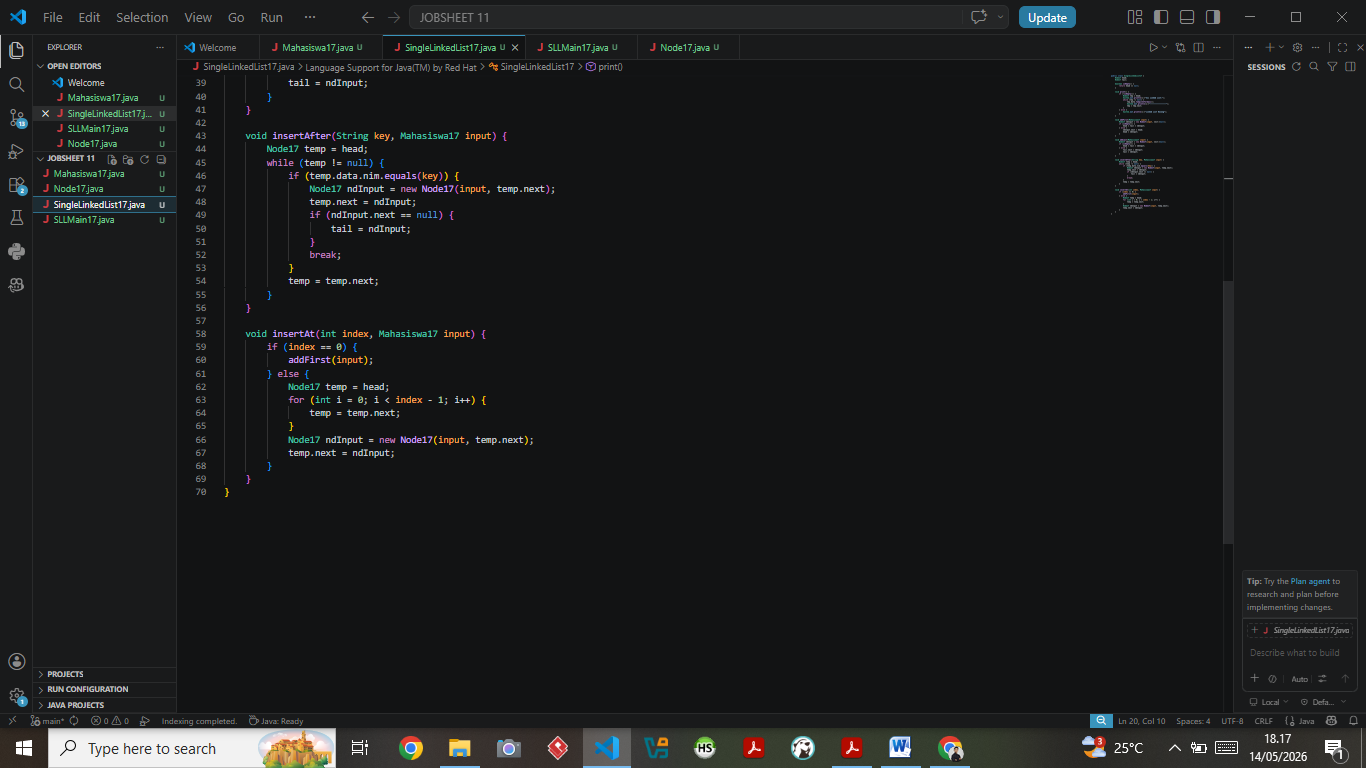 File Edit Selection View Go Run ··· JOBSHEET 11 Update
EXPLORER ···
OPEN EDITORS
Welcome
Mahasiswa17.java U
SingleLinkedList17.j... U
SLLMain17.java U
Node17.java U
JOBSHEET 11
Mahasiswa17.java U
Node17.java U
SingleLinkedList17.java U
SLLMain17.java U
PROJECTS
RUN CONFIGURATION
JAVA PROJECTS
Welcome Mahasiswa17.java U SingleLinkedList17.java U SLLMain17.java U Node17.java U
SingleLinkedList17.java > Language Support for Java(TM) by Red Hat > SingleLinkedList17 > print()
39 tail = ndInput;
40 }
41 }
42
43 void insertAfter(String key, Mahasiswa17 input) {
44 Node17 temp = head;
45 while (temp != null) {
46 if (temp.data.nim.equals(key)) {
47 Node17 ndInput = new Node17(input, temp.next);
48 temp.next = ndInput;
49 if (ndInput.next == null) {
50 tail = ndInput;
51 }
52 break;
53 }
54 temp = temp.next;
55 }
56 }
57
58 void insertAt(int index, Mahasiswa17 input) {
59 if (index == 0) {
60 addFirst(input);
61 } else {
62 Node17 temp = head;
63 for (int i = 0; i < index - 1; i++) {
64 temp = temp.next;
65 }
66 Node17 ndInput = new Node17(input, temp.next);
67 temp.next = ndInput;
68 }
69 }
70 }
SESSIONS
Tip: Try the Plan agent to
research and plan before
implementing changes.
SingleLinkedList17.java
Describe what to build
Auto
Local Defa...
main* 0 0 Indexing completed. Java: Ready Ln 20, Col 10 Spaces: 4 UTF-8 CRLF Java
Type here to search
HS
3 25°C
18.17
14/05/2026
1